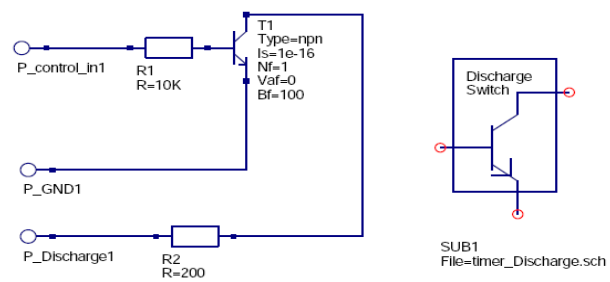 T1
Type=npn
Is=1e-16
Nf=1
Vaf=0
Bf=100
P_control_in1
R1
R=10K
P_GND1
P_Discharge1
R2
R=200
Discharge
Switch
SUB1
File=timer_Discharge.sch